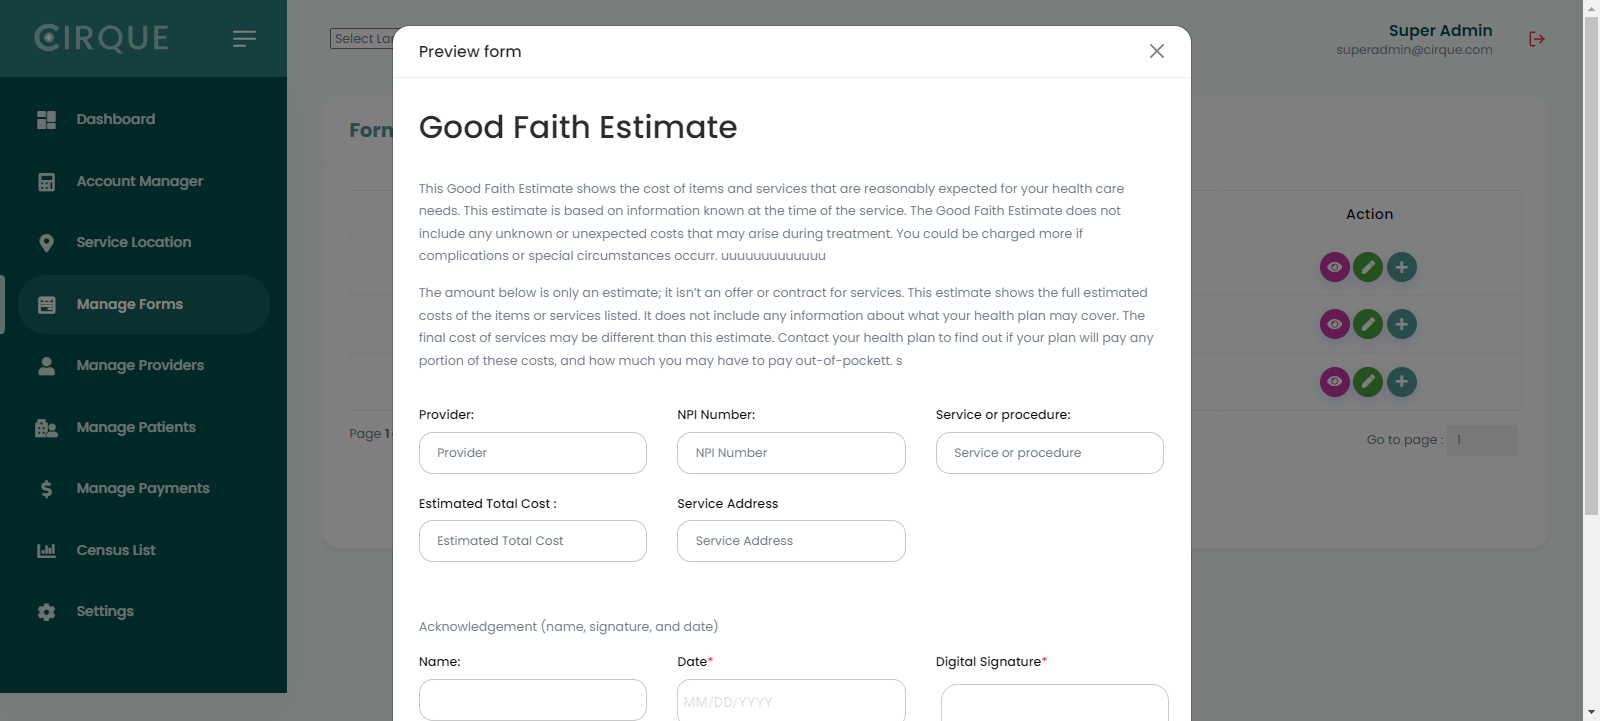 CIRQUE
Dashboard
Account Manager
Service Location
Manage Forms
Manage Providers
Manage Patients
Manage Payments
Census List
Settings
Select Lan
Super Admin
superadmin@cirque.com
Form
Action
Page 1
Go to page : 1
Preview form
Good Faith Estimate
This Good Faith Estimate shows the cost of items and services that are reasonably expected for your health care
needs. This estimate is based on information known at the time of the service. The Good Faith Estimate does not
include any unknown or unexpected costs that may arise during treatment. You could be charged more if
complications or special circumstances occurr. uuuuuuuuuuuuu
The amount below is only an estimate; it isn’t an offer or contract for services. This estimate shows the full estimated
costs of the items or services listed. It does not include any information about what your health plan may cover. The
final cost of services may be different than this estimate. Contact your health plan to find out if your plan will pay any
portion of these costs, and how much you may have to pay out-of-pockett. s
Provider: NPI Number: Service or procedure:
Provider NPI Number Service or procedure
Estimated Total Cost : Service Address
Estimated Total Cost Service Address
Acknowledgement (name, signature, and date)
Name: Date* Digital Signature*
MM/DD/YYYY